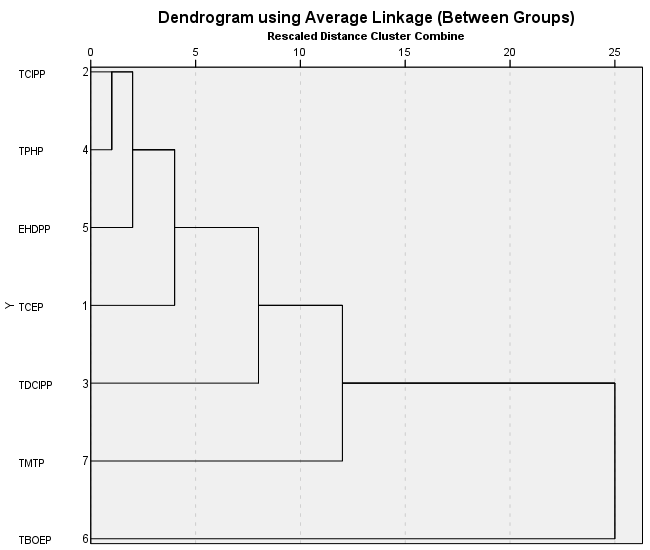 Dendrogram using Average Linkage (Between Groups)
Rescaled Distance Cluster Combine
0 5 10 15 20 25
TCIPP 2
TPHP 4
EHDPP 5
Y
TCEP 1
TDCIPP 3
TMTP 7
TBOEP 6